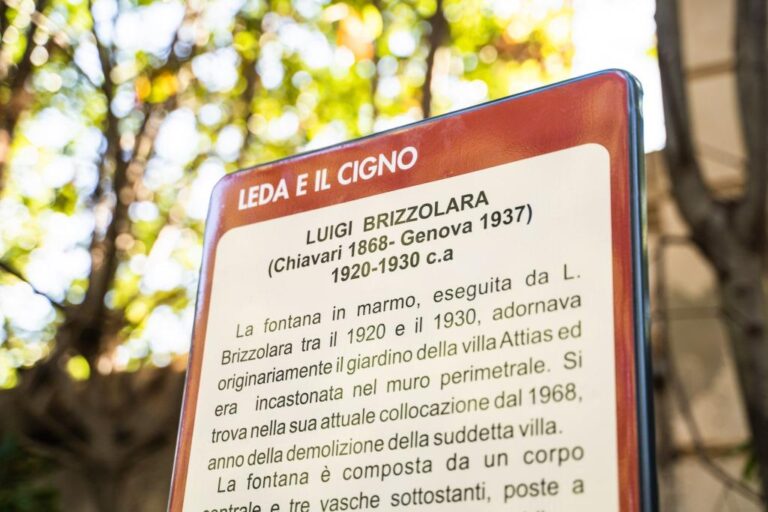 LEDA E IL CIGNO
LUIGI BRIZZOLARA
(Chiavari 1868- Genova 1937)
1920-1930 c.a
La fontana in marmo, eseguita da L.
Brizzolara tra il 1920 e il 1930, adornava
originariamente il giardino della villa Attias ed
era incastonata nel muro perimetrale. Si
trova nella sua attuale collocazione dal 1968,
anno della demolizione della suddetta villa.
La fontana è composta da un corpo
centrale e tre vasche sottostanti, poste a